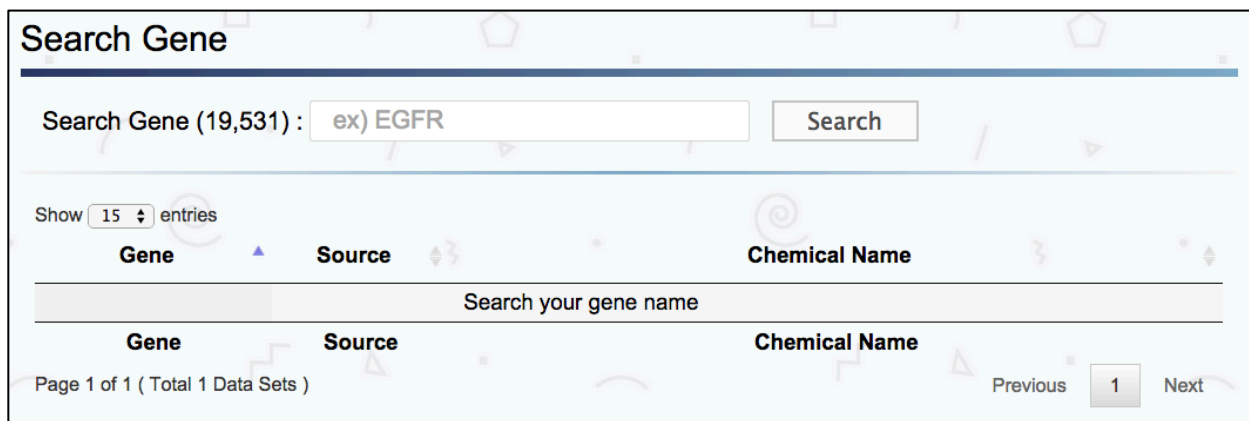 Search Gene
Search Gene (19,531) : ex) EGFR Search
Show 15 entries
Gene Source Chemical Name
Search your gene name
Gene Source Chemical Name
Page 1 of 1 ( Total 1 Data Sets ) Previous 1 Next